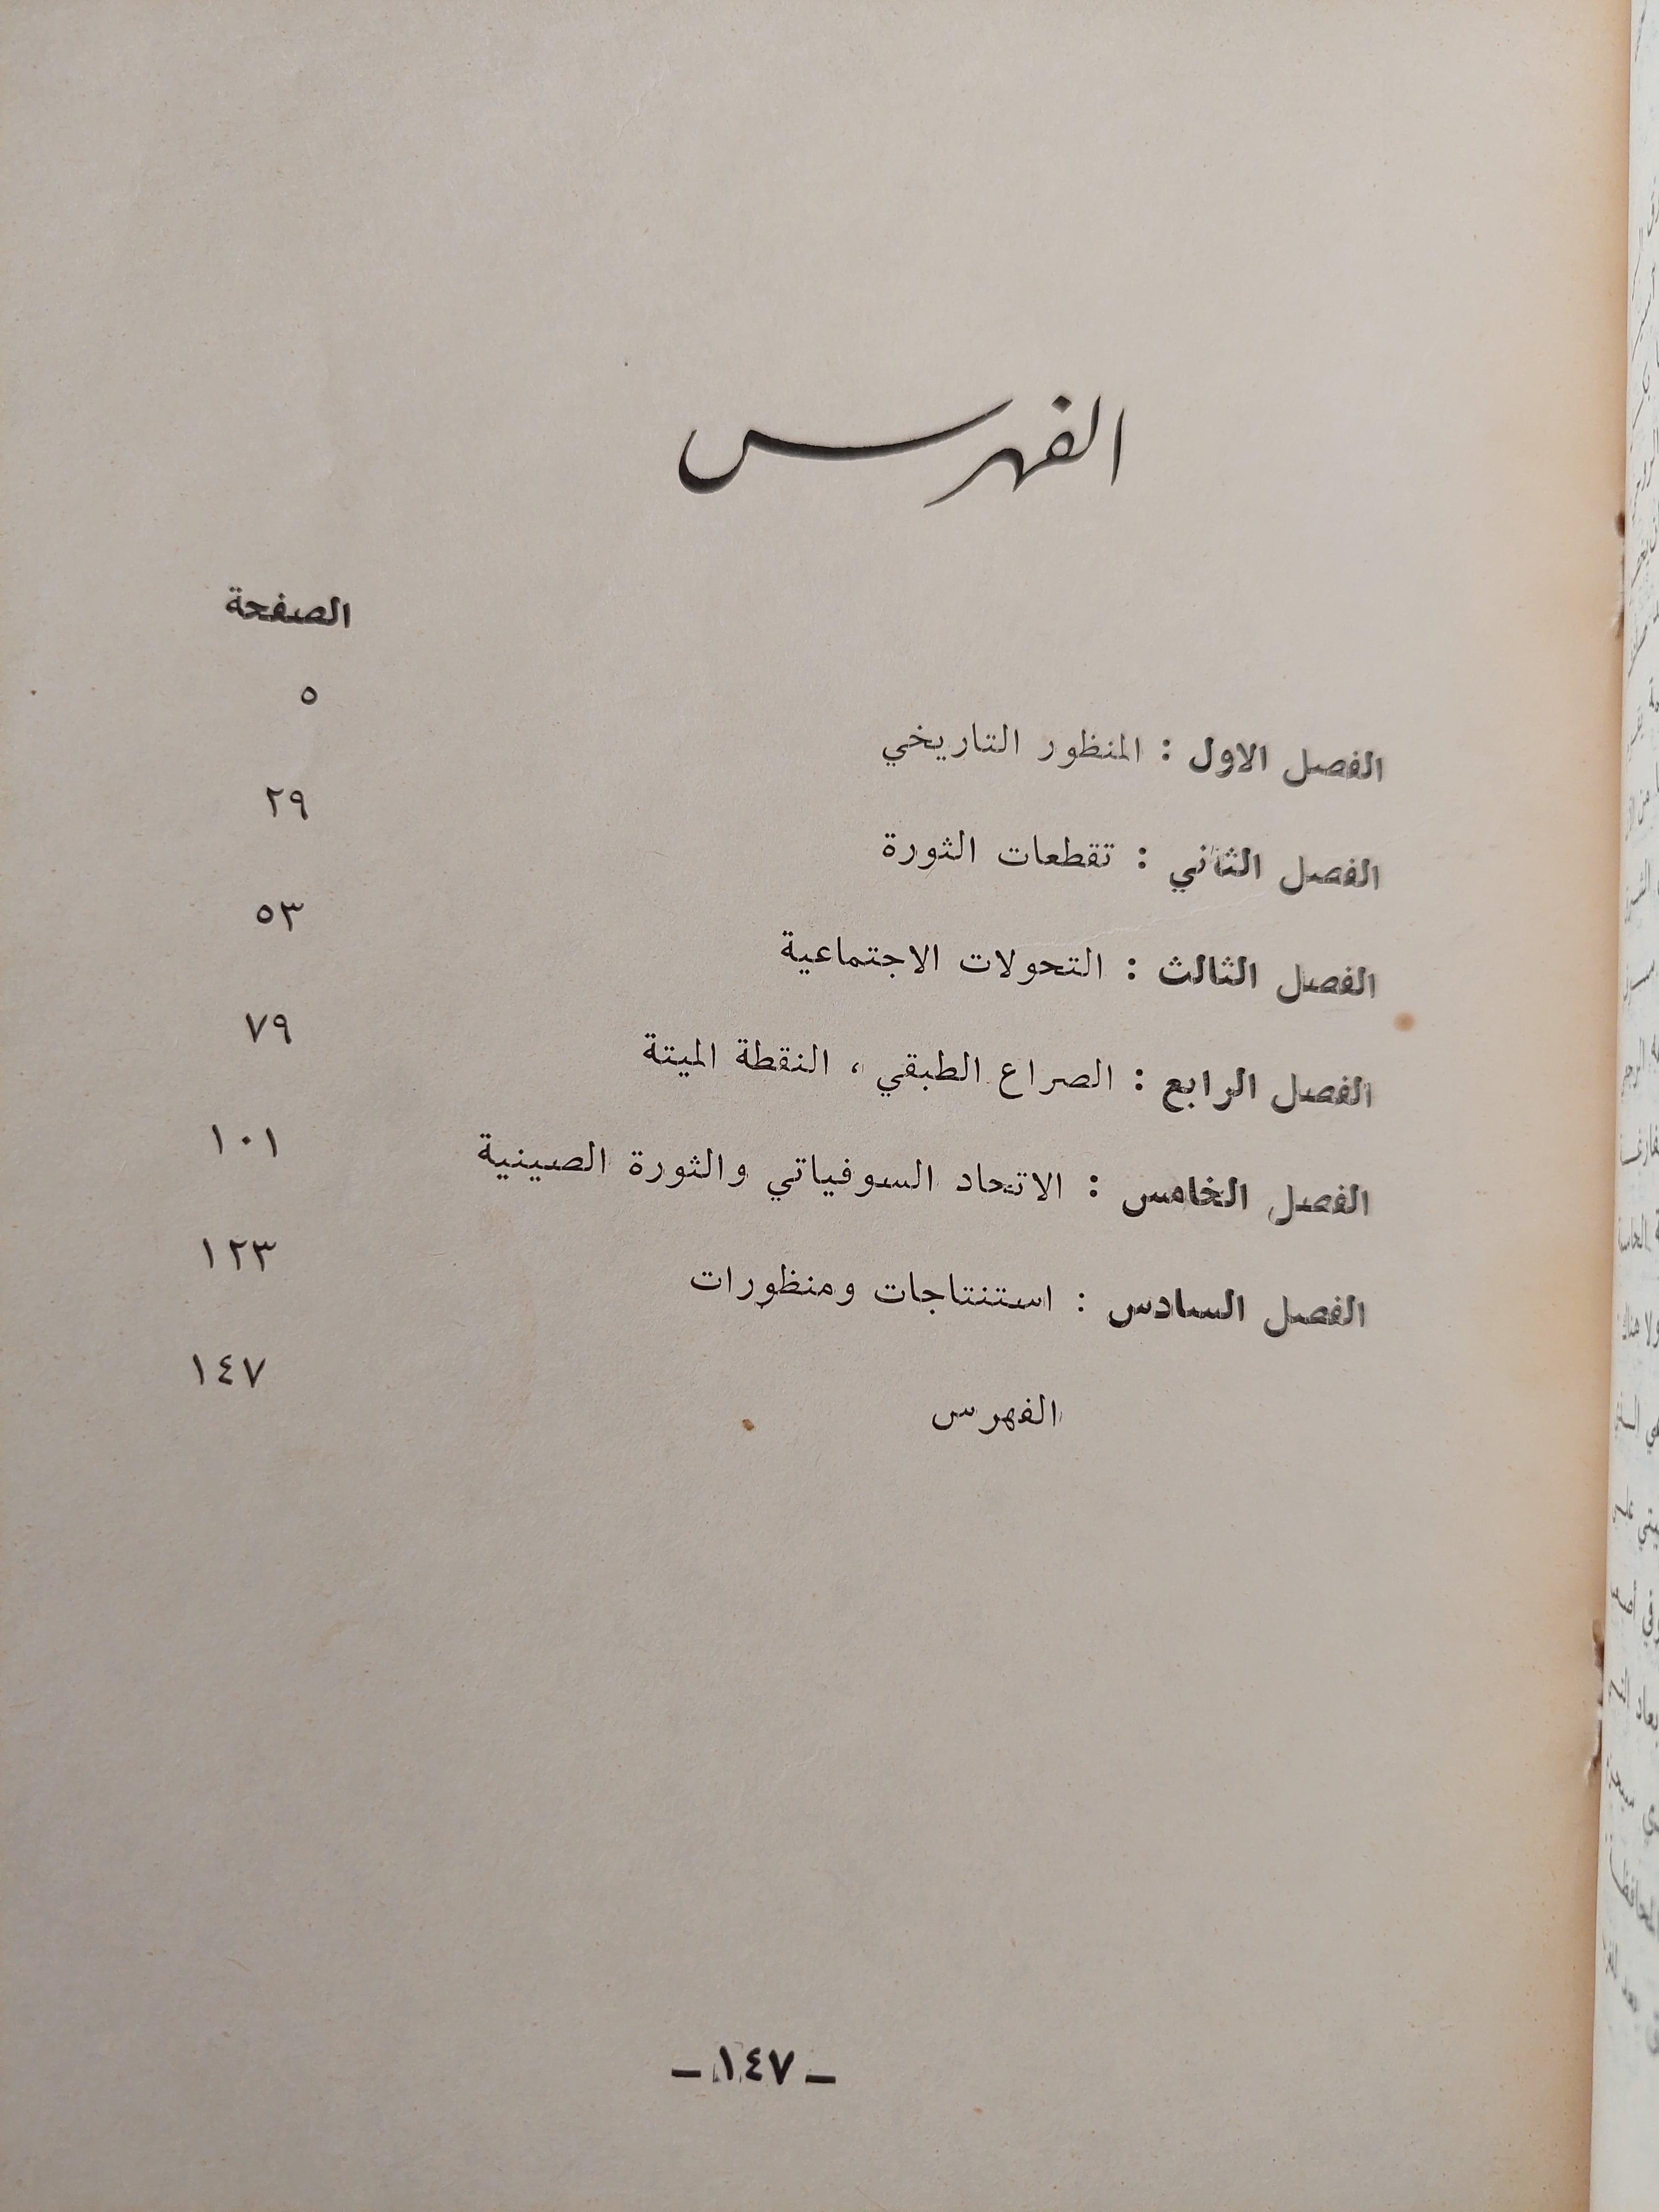 الفهرس
الصفحة
الفصل الاول : المنظور التاريخي ٥
الفصل الثاني : تقطعات الثورة ٢٩
الفصل الثالث : التحولات الاجتماعية ٥٣
الفصل الرابع : الصراع الطبقي ، النقطة الميتة ٧٩
الفصل الخامس : الاتحاد السوفياتي والثورة الصينية ١٠١
الفصل السادس : استنتاجات ومنظورات ١٢٣
الفهرس ١٤٧
– ١٤٧ –